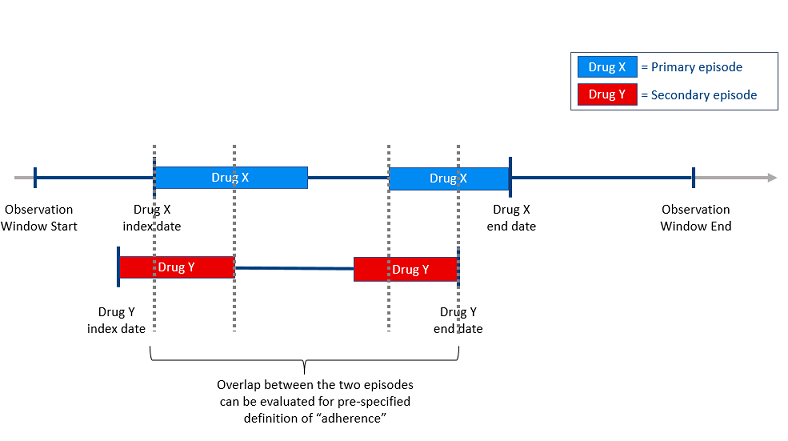 Drug X = Primary episode
Drug Y = Secondary episode
Drug X
Drug X
Observation
Window Start
Drug X
index date
Drug X
end date
Observation
Window End
Drug Y
Drug Y
Drug Y
index date
Drug Y
end date
Overlap between the two episodes
can be evaluated for pre-specified
definition of “adherence”